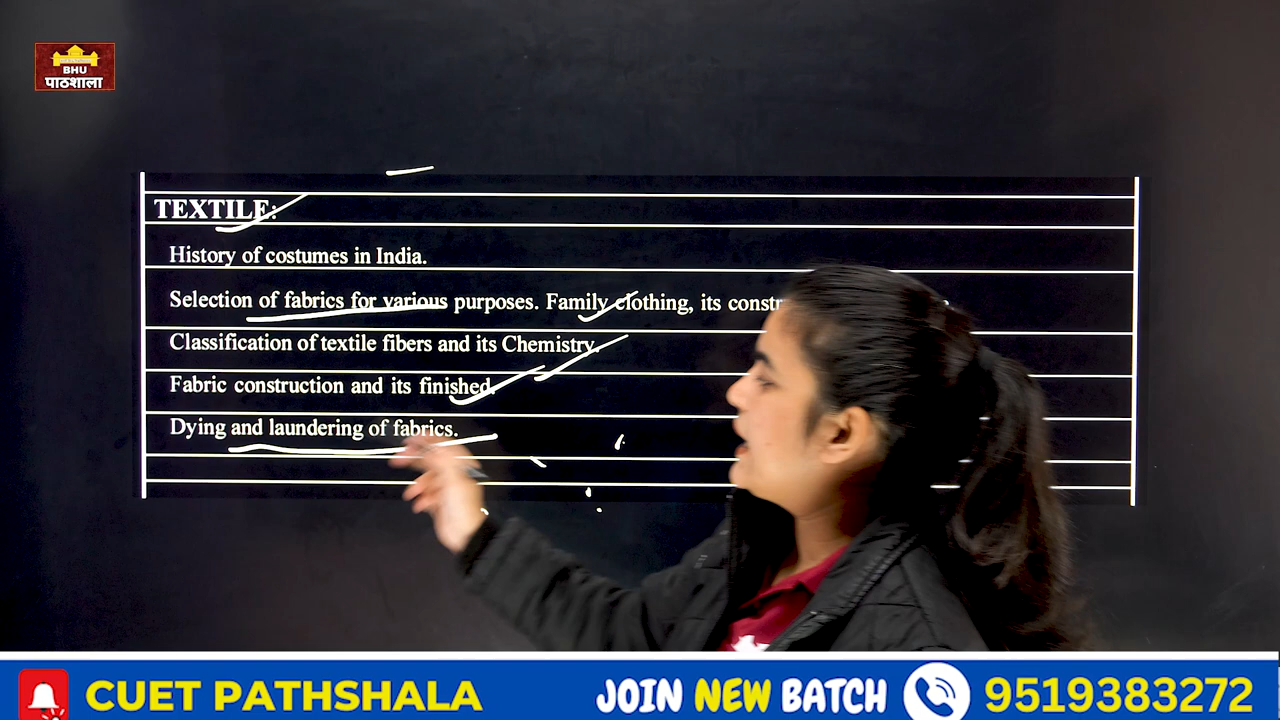 BHU
पाठशाला
TEXTILE:
History of costumes in India.
Selection of fabrics for various purposes. Family clothing, its
Classification of textile fibers and its Chemistry.
Fabric construction and its finished.
Dying and laundering of fabrics.
CUET PATHSHALA
JOIN NEW BATCH
9519383272